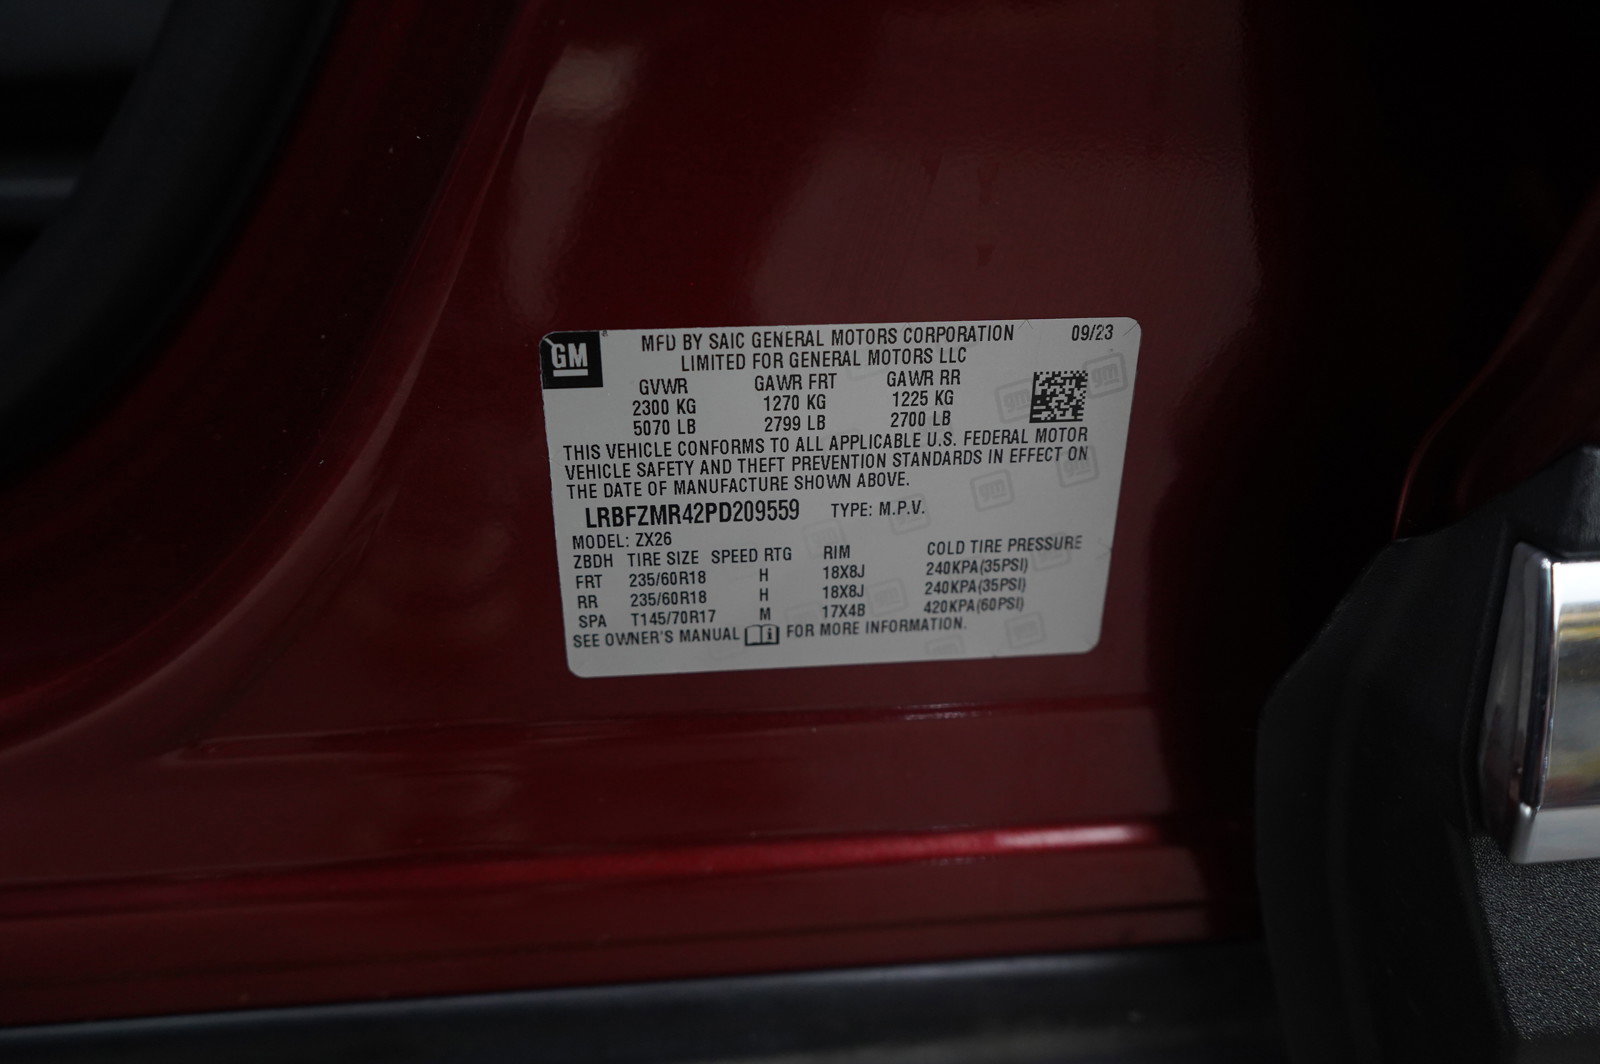 GM
MFD BY SAIC GENERAL MOTORS CORPORATION 09/23
LIMITED FOR GENERAL MOTORS LLC
GVWR GAWR FRT GAWR RR
2300 KG 1270 KG 1225 KG
5070 LB 2799 LB 2700 LB
THIS VEHICLE CONFORMS TO ALL APPLICABLE U.S. FEDERAL MOTOR
VEHICLE SAFETY AND THEFT PREVENTION STANDARDS IN EFFECT ON
THE DATE OF MANUFACTURE SHOWN ABOVE.
LRBFZMR42PD209559 TYPE: M.P.V.
MODEL: ZX26
ZBDH TIRE SIZE SPEED RTG RIM COLD TIRE PRESSURE
FRT 235/60R18 H 18X8J 240KPA(35PSI)
RR 235/60R18 H 18X8J 240KPA(35PSI)
SPA T145/70R17 M 17X4B 420KPA(60PSI)
SEE OWNER'S MANUAL FOR MORE INFORMATION.